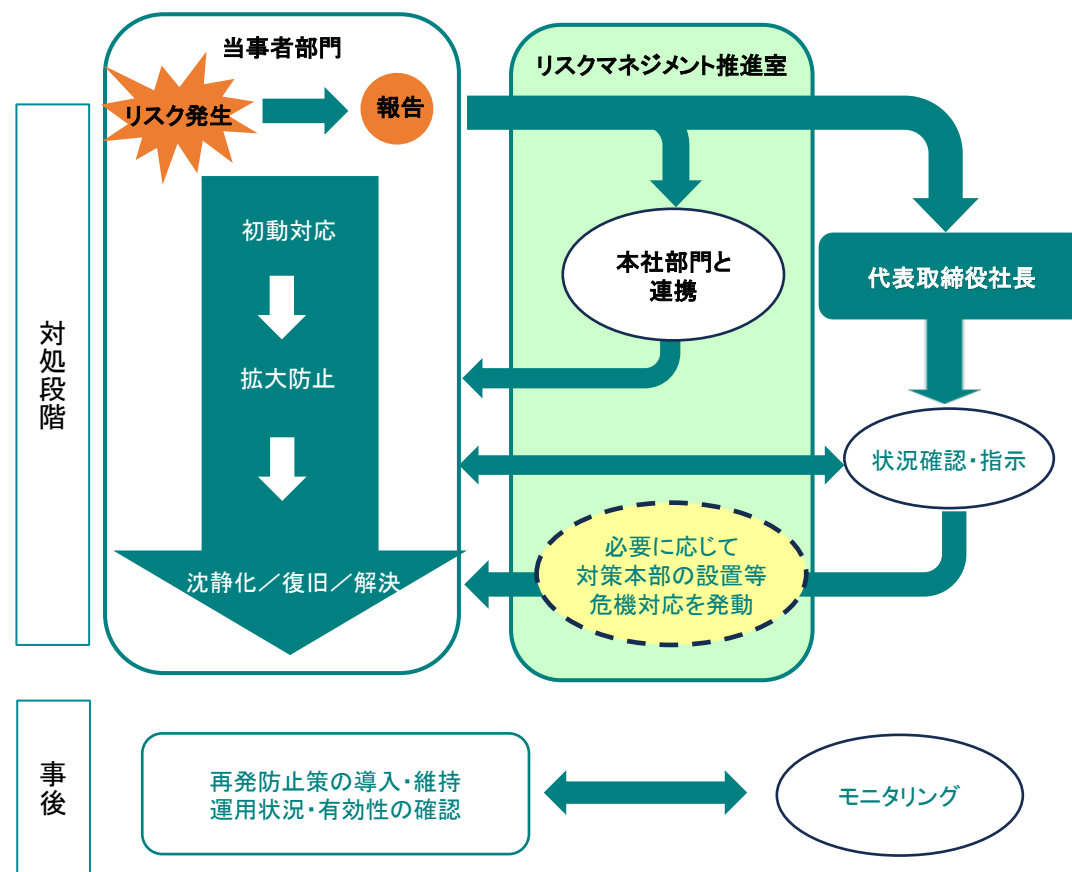 当事者部門
リスク発生
報告
リスクマネジメント推進室
初動対応
本社部門と
連携
代表取締役社長
対処段階
拡大防止
状況確認・指示
必要に応じて
対策本部の設置等
危機対応を発動
沈静化／復旧／解決
事後
再発防止策の導入・維持
運用状況・有効性の確認
モニタリング